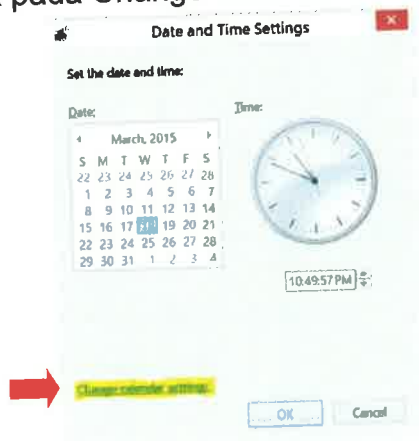 pada Change
Date and Time Settings
Set the date and time:
Date:
Time:
March, 2015
S M T W T F S
22 23 24 25 26 27 28
1 2 3 4 5 6 7
8 9 10 11 12 13 14
15 16 17 18 19 20 21
22 23 24 25 26 27 28
29 30 31 1 2 3 4
10:49:57 PM
Change calendar settings
OK
Cancel